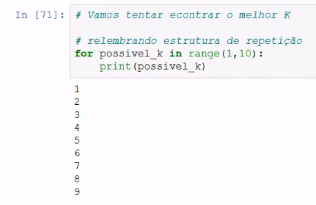 In [71]: # Vamos tentar econtrar o melhor K
# relembrando estrutura de repetição
for possivel_k in range(1,10):
print(possivel_k)
1
2
3
4
5
6
7
8
9